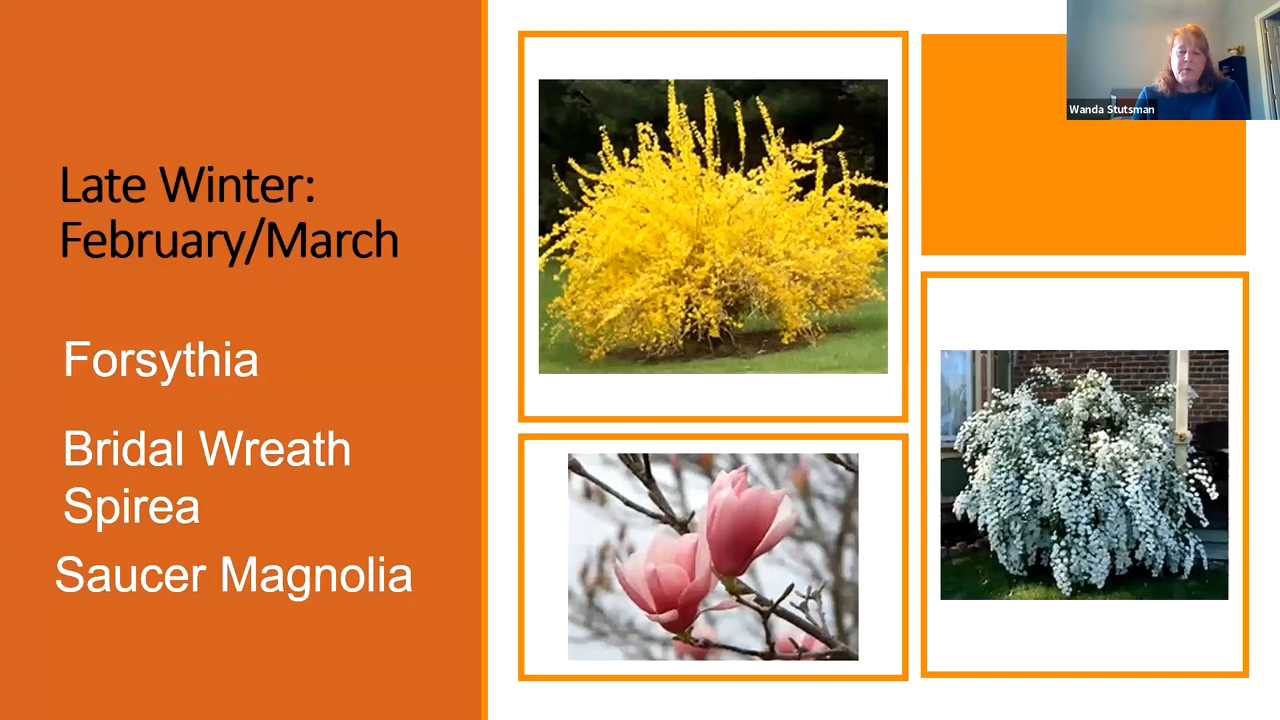 Late Winter:
February/March
Forsythia
Bridal Wreath
Spirea
Saucer Magnolia
Wanda Stutsman